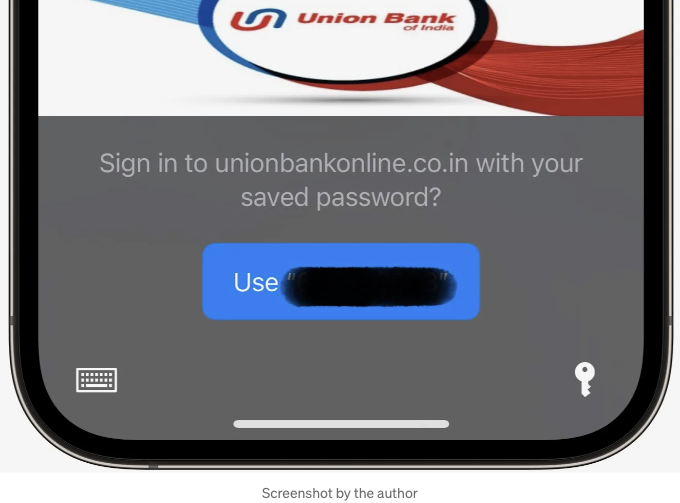 Union Bank
of India
Sign in to unionbankonline.co.in with your
saved password?
Use
Screenshot by the author